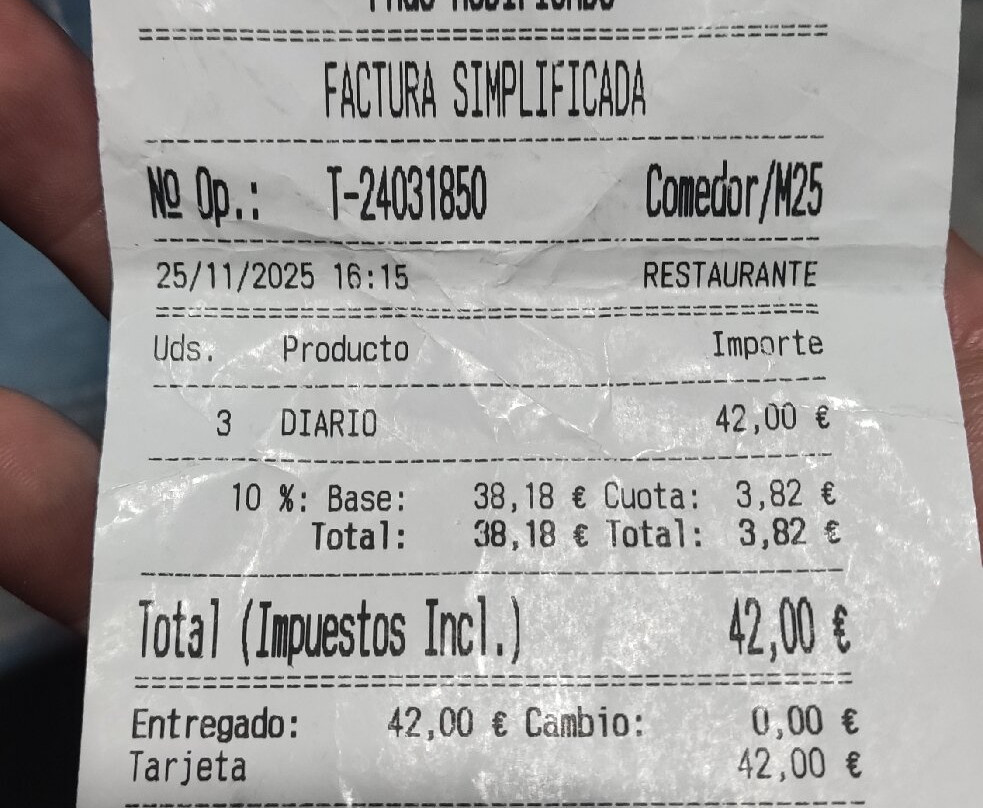 FACTURA SIMPLIFICADA
Nº Op.: T-24031850 Comedor/M25
25/11/2025 16:15 RESTAURANTE
Uds. Producto Importe
3 DIARIO 42,00 €
10 %: Base: 38,18 € Cuota: 3,82 €
Total: 38,18 € Total: 3,82 €
Total (Impuestos Incl.) 42,00 €
Entregado: 42,00 € Cambio: 0,00 €
Tarjeta 42,00 €